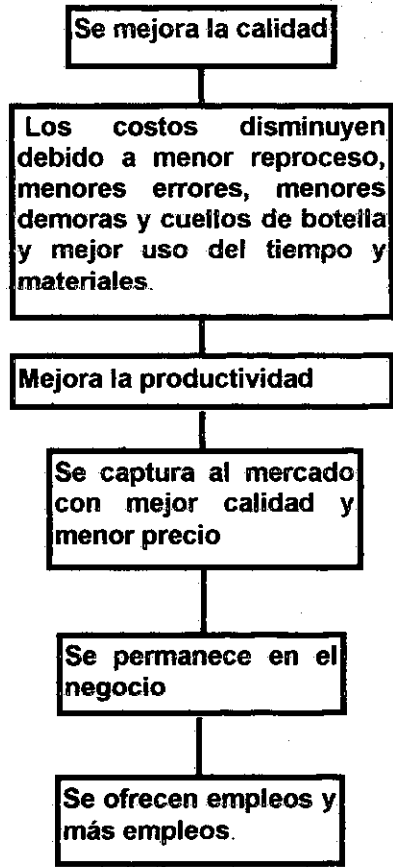 Se mejora la calidad
Los costos disminuyen
debido a menor reproceso,
menores errores, menores
demoras y cuellos de botella
y mejor uso del tiempo y
materiales.
Mejora la productividad
Se captura al mercado
con mejor calidad y
menor precio
Se permanece en el
negocio
Se ofrecen empleos y
más empleos.